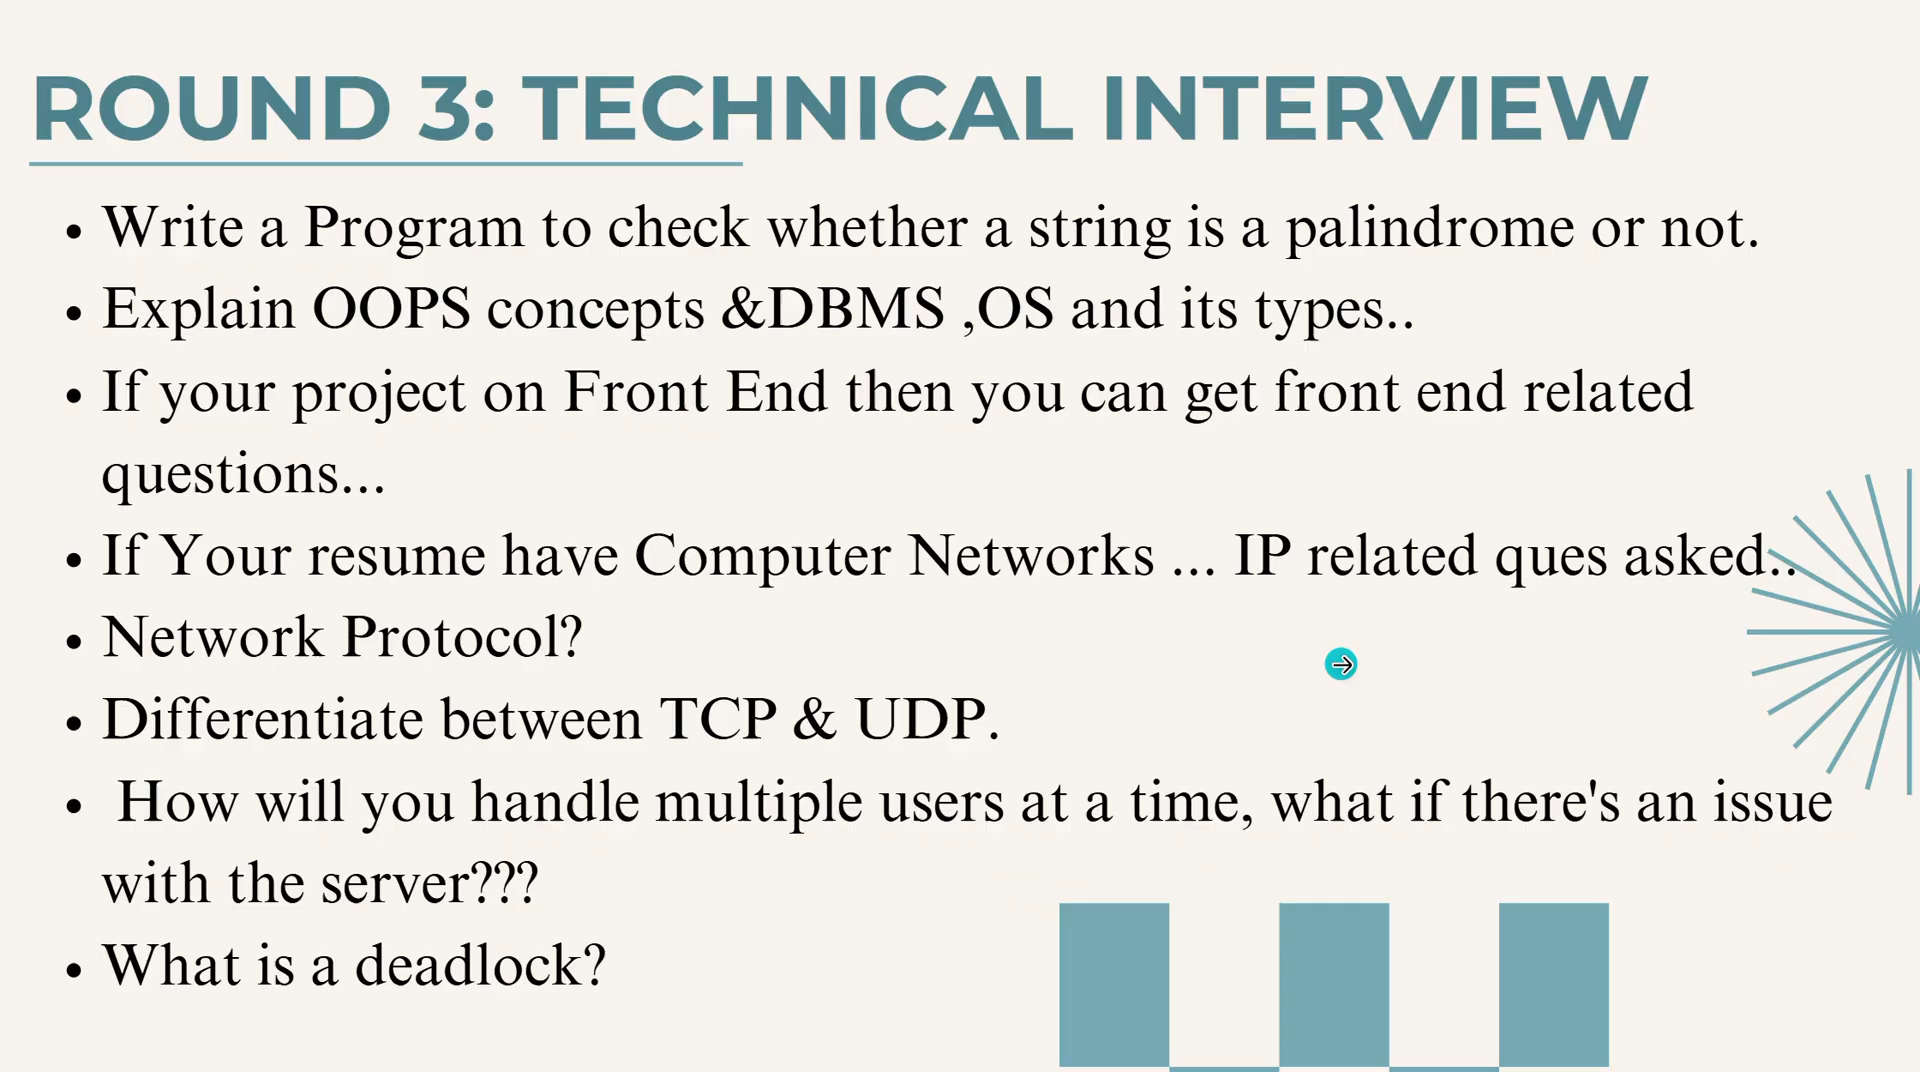 ROUND 3: TECHNICAL INTERVIEW
• Write a Program to check whether a string is a palindrome or not.
• Explain OOPS concepts &DBMS ,OS and its types..
• If your project on Front End then you can get front end related
questions...
• If Your resume have Computer Networks ... IP related ques asked..
• Network Protocol?
• Differentiate between TCP & UDP.
• How will you handle multiple users at a time, what if there's an issue
with the server???
• What is a deadlock?